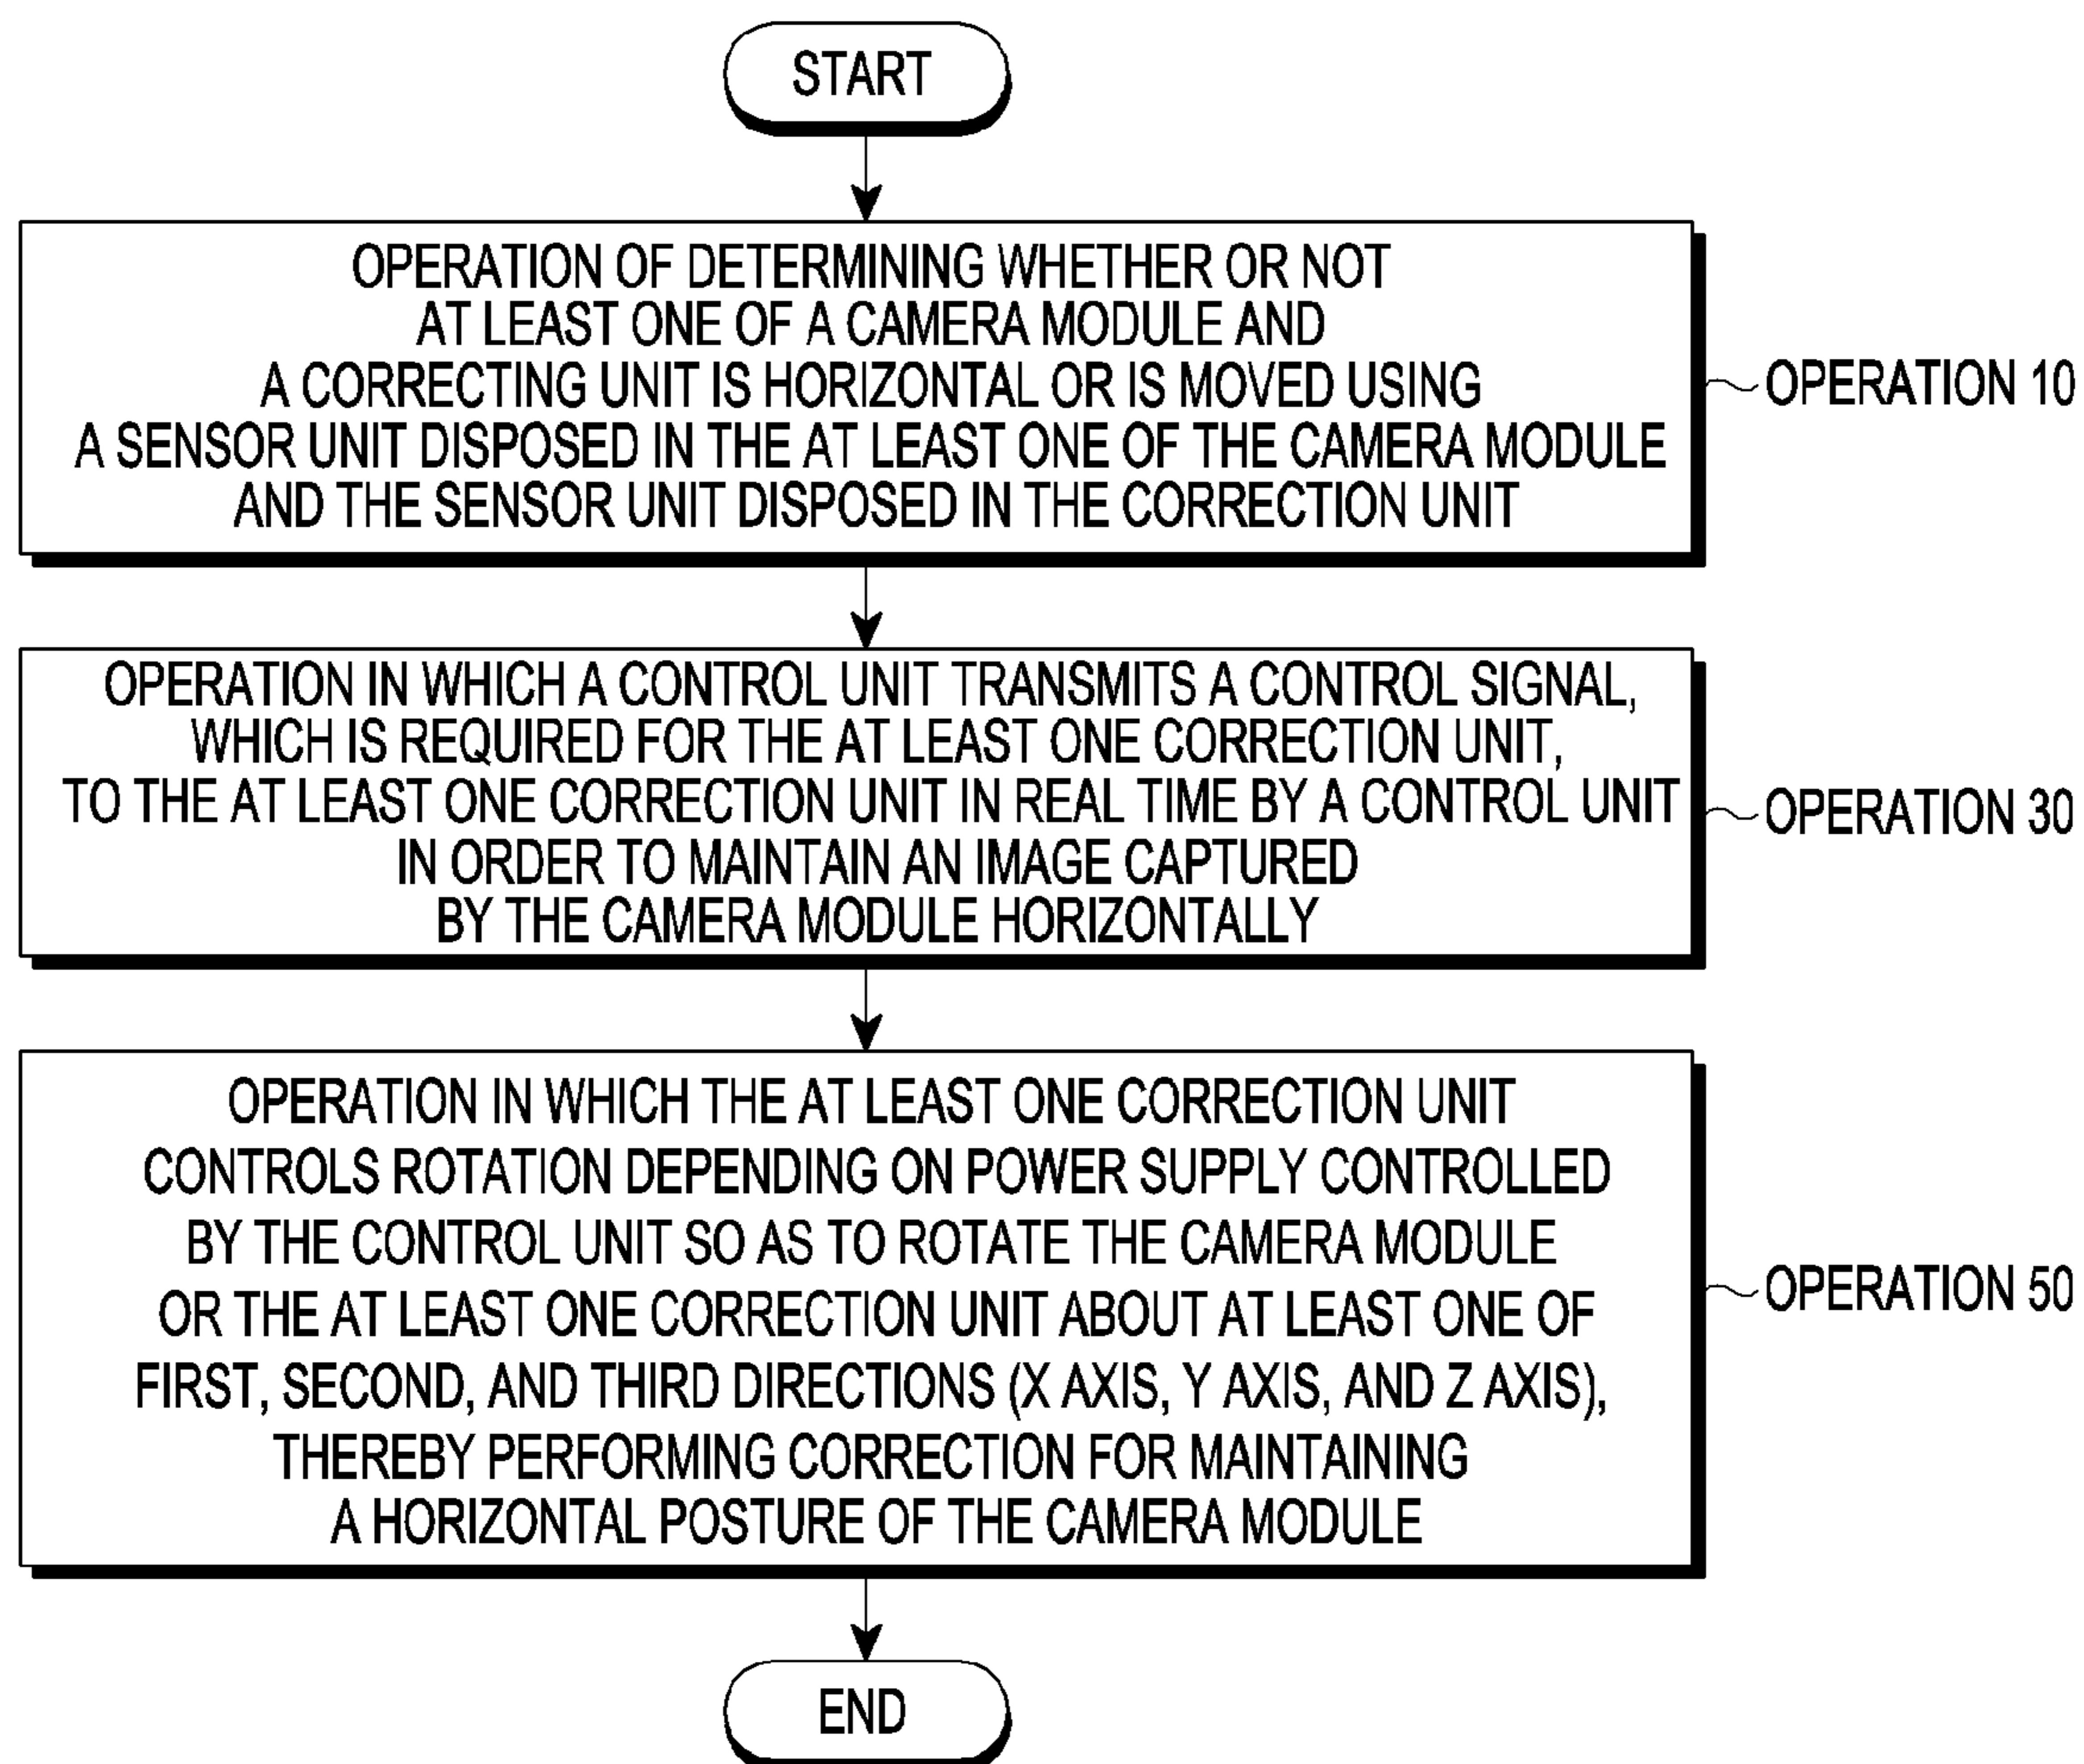 START
OPERATION OF DETERMINING WHETHER OR NOT
AT LEAST ONE OF A CAMERA MODULE AND
A CORRECTING UNIT IS HORIZONTAL OR IS MOVED USING
A SENSOR UNIT DISPOSED IN THE AT LEAST ONE OF THE CAMERA MODULE
AND THE SENSOR UNIT DISPOSED IN THE CORRECTION UNIT
OPERATION 10
OPERATION IN WHICH A CONTROL UNIT TRANSMITS A CONTROL SIGNAL,
WHICH IS REQUIRED FOR THE AT LEAST ONE CORRECTION UNIT,
TO THE AT LEAST ONE CORRECTION UNIT IN REAL TIME BY A CONTROL UNIT
IN ORDER TO MAINTAIN AN IMAGE CAPTURED
BY THE CAMERA MODULE HORIZONTALLY
OPERATION 30
OPERATION IN WHICH THE AT LEAST ONE CORRECTION UNIT
CONTROLS ROTATION DEPENDING ON POWER SUPPLY CONTROLLED
BY THE CONTROL UNIT SO AS TO ROTATE THE CAMERA MODULE
OR THE AT LEAST ONE CORRECTION UNIT ABOUT AT LEAST ONE OF
FIRST, SECOND, AND THIRD DIRECTIONS (X AXIS, Y AXIS, AND Z AXIS),
THEREBY PERFORMING CORRECTION FOR MAINTAINING
A HORIZONTAL POSTURE OF THE CAMERA MODULE
OPERATION 50
END